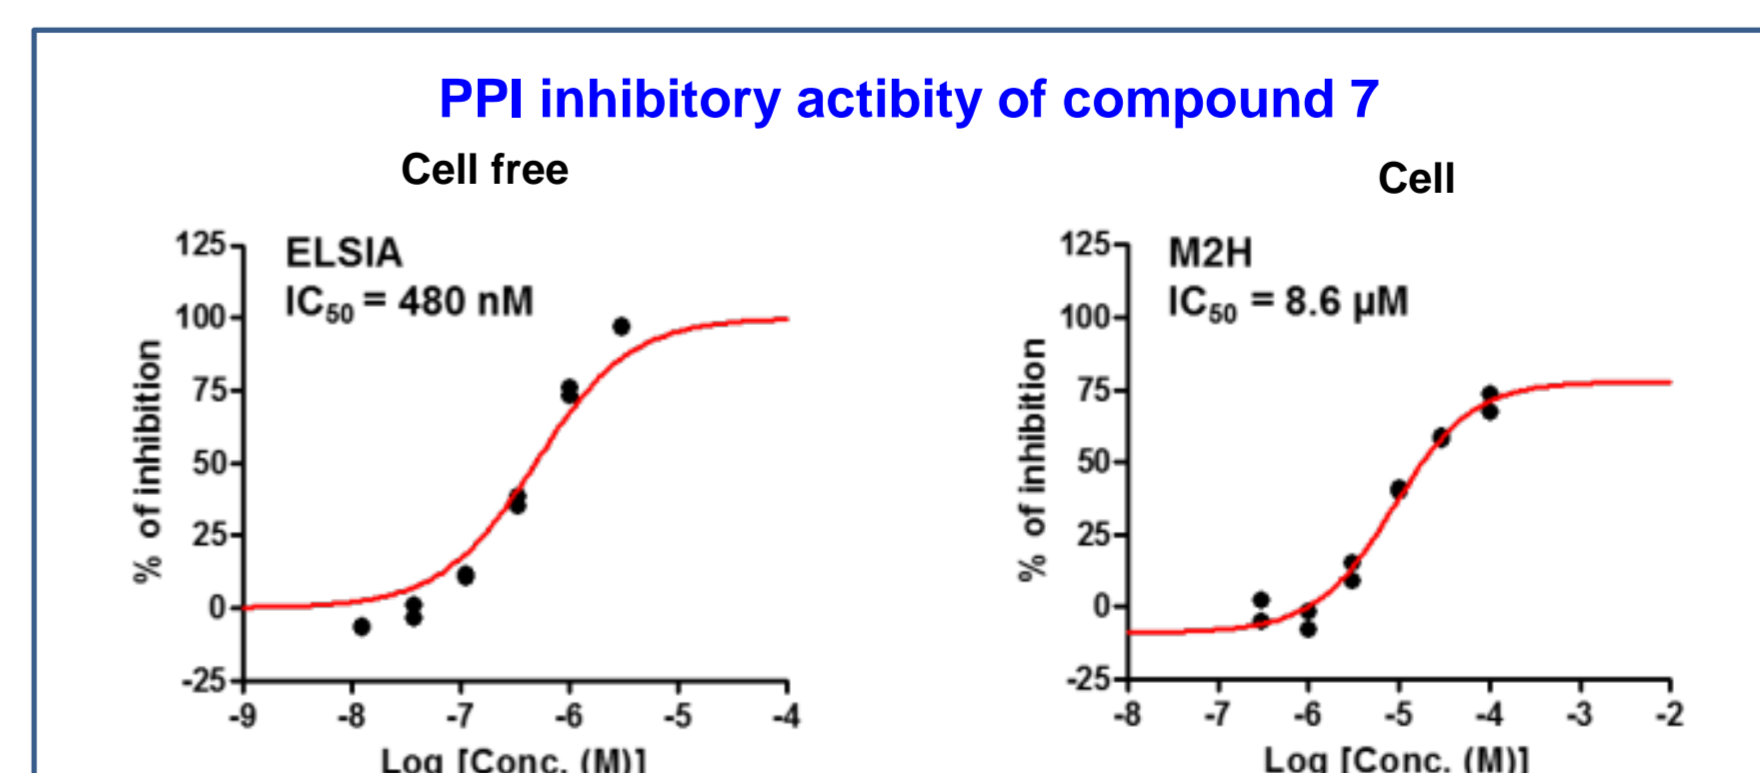 PPI inhibitory actibity of compound 7
Cell free
ELSIA
IC50 = 480 nM
% of inhibition
125
100
75
50
25
0
-25
-9 -8 -7 -6 -5 -4
Log [Conc. (M)]
Cell
M2H
IC50 = 8.6 µM
% of inhibition
125
100
75
50
25
0
-25
-8 -7 -6 -5 -4 -3 -2
Log [Conc. (M)]